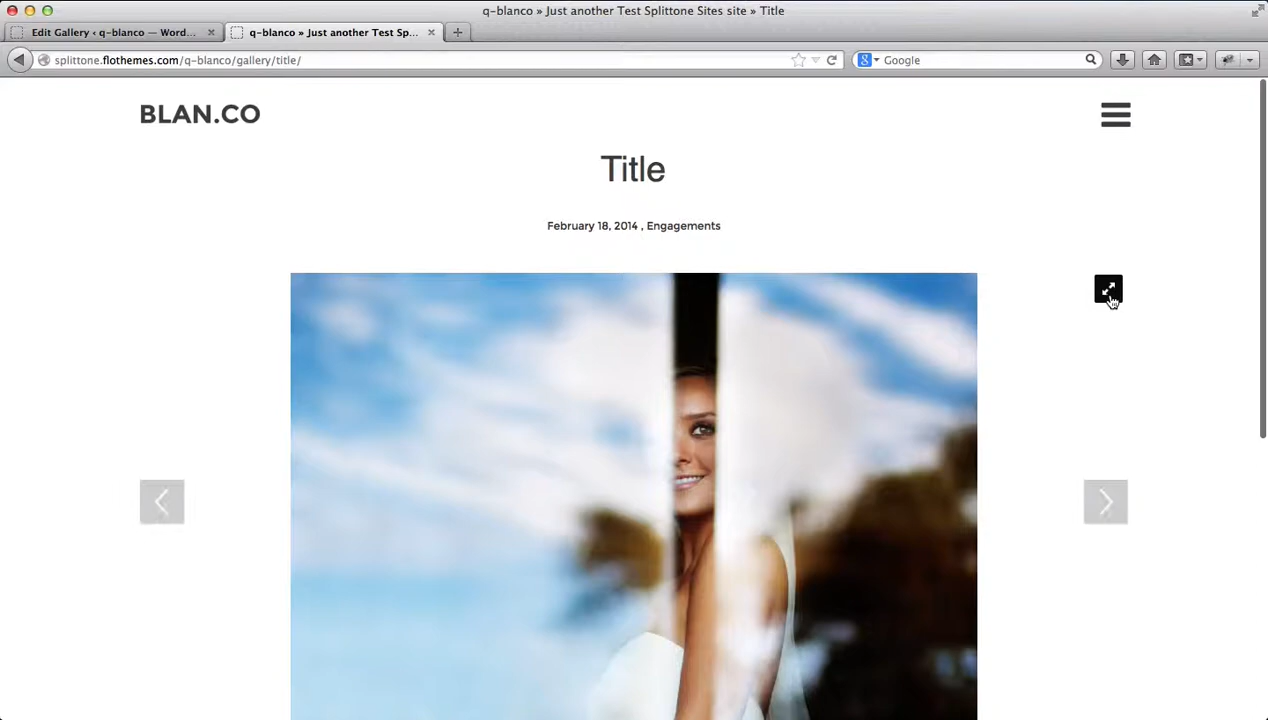 q-blanco » Just another Test Splittone Sites site » Title
Edit Gallery ‹ q-blanco — Word...
q-blanco » Just another Test Sp...
splittone.flothemes.com/q-blanco/gallery/title/
Google
BLAN.CO
Title
February 18, 2014 , Engagements